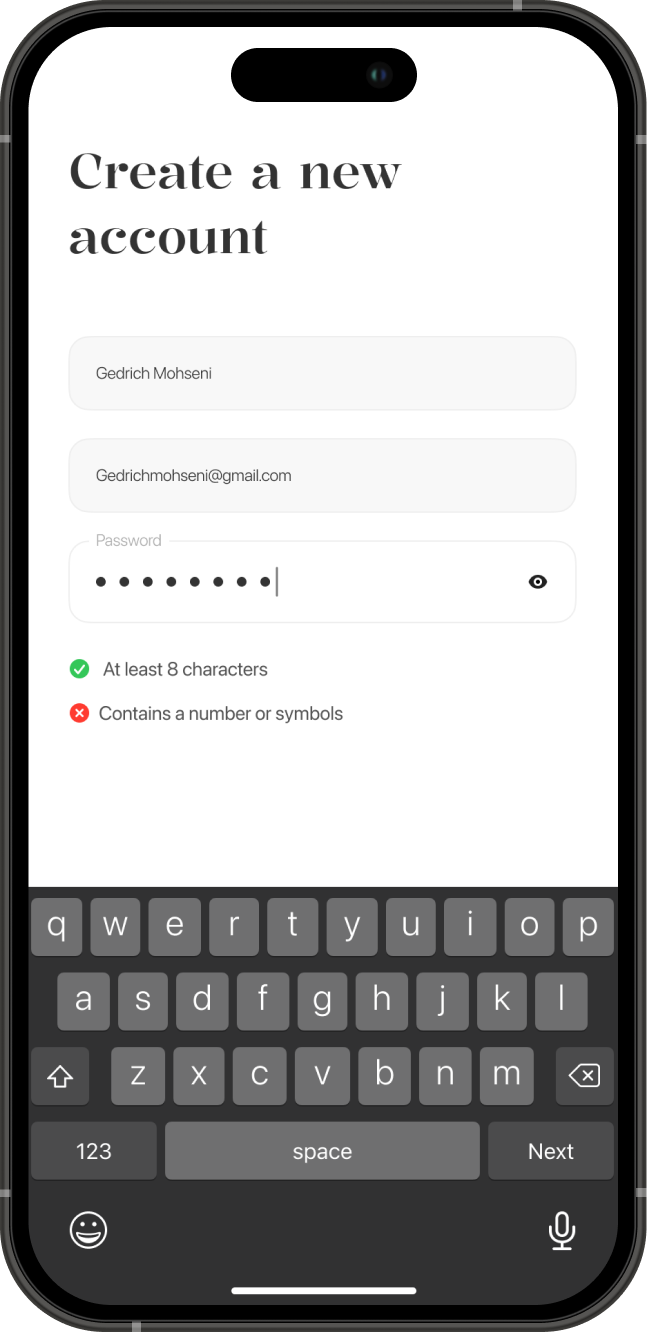 Create a new
account
Gedrich Mohseni
Gedrichmohseni@gmail.com
Password
At least 8 characters
Contains a number or symbols
q w e r t y u i o p
a s d f g h j k l
z x c v b n m
123 space Next